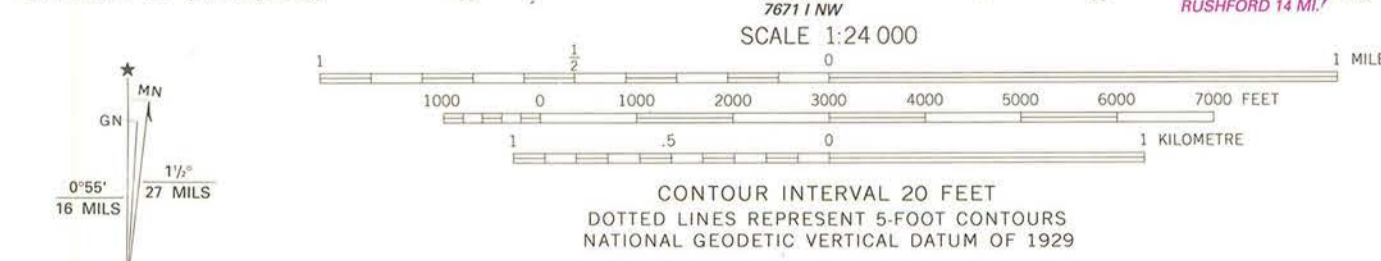 7671 I NW
RUSHFORD 14 MI.
SCALE 1:24 000
1 ½ 0 1 MILE
1000 0 1000 2000 3000 4000 5000 6000 7000 FEET
1 .5 0 1 KILOMETRE
CONTOUR INTERVAL 20 FEET
DOTTED LINES REPRESENT 5-FOOT CONTOURS
NATIONAL GEODETIC VERTICAL DATUM OF 1929
MN
GN
1½°
27 MILS
0°55'
16 MILS